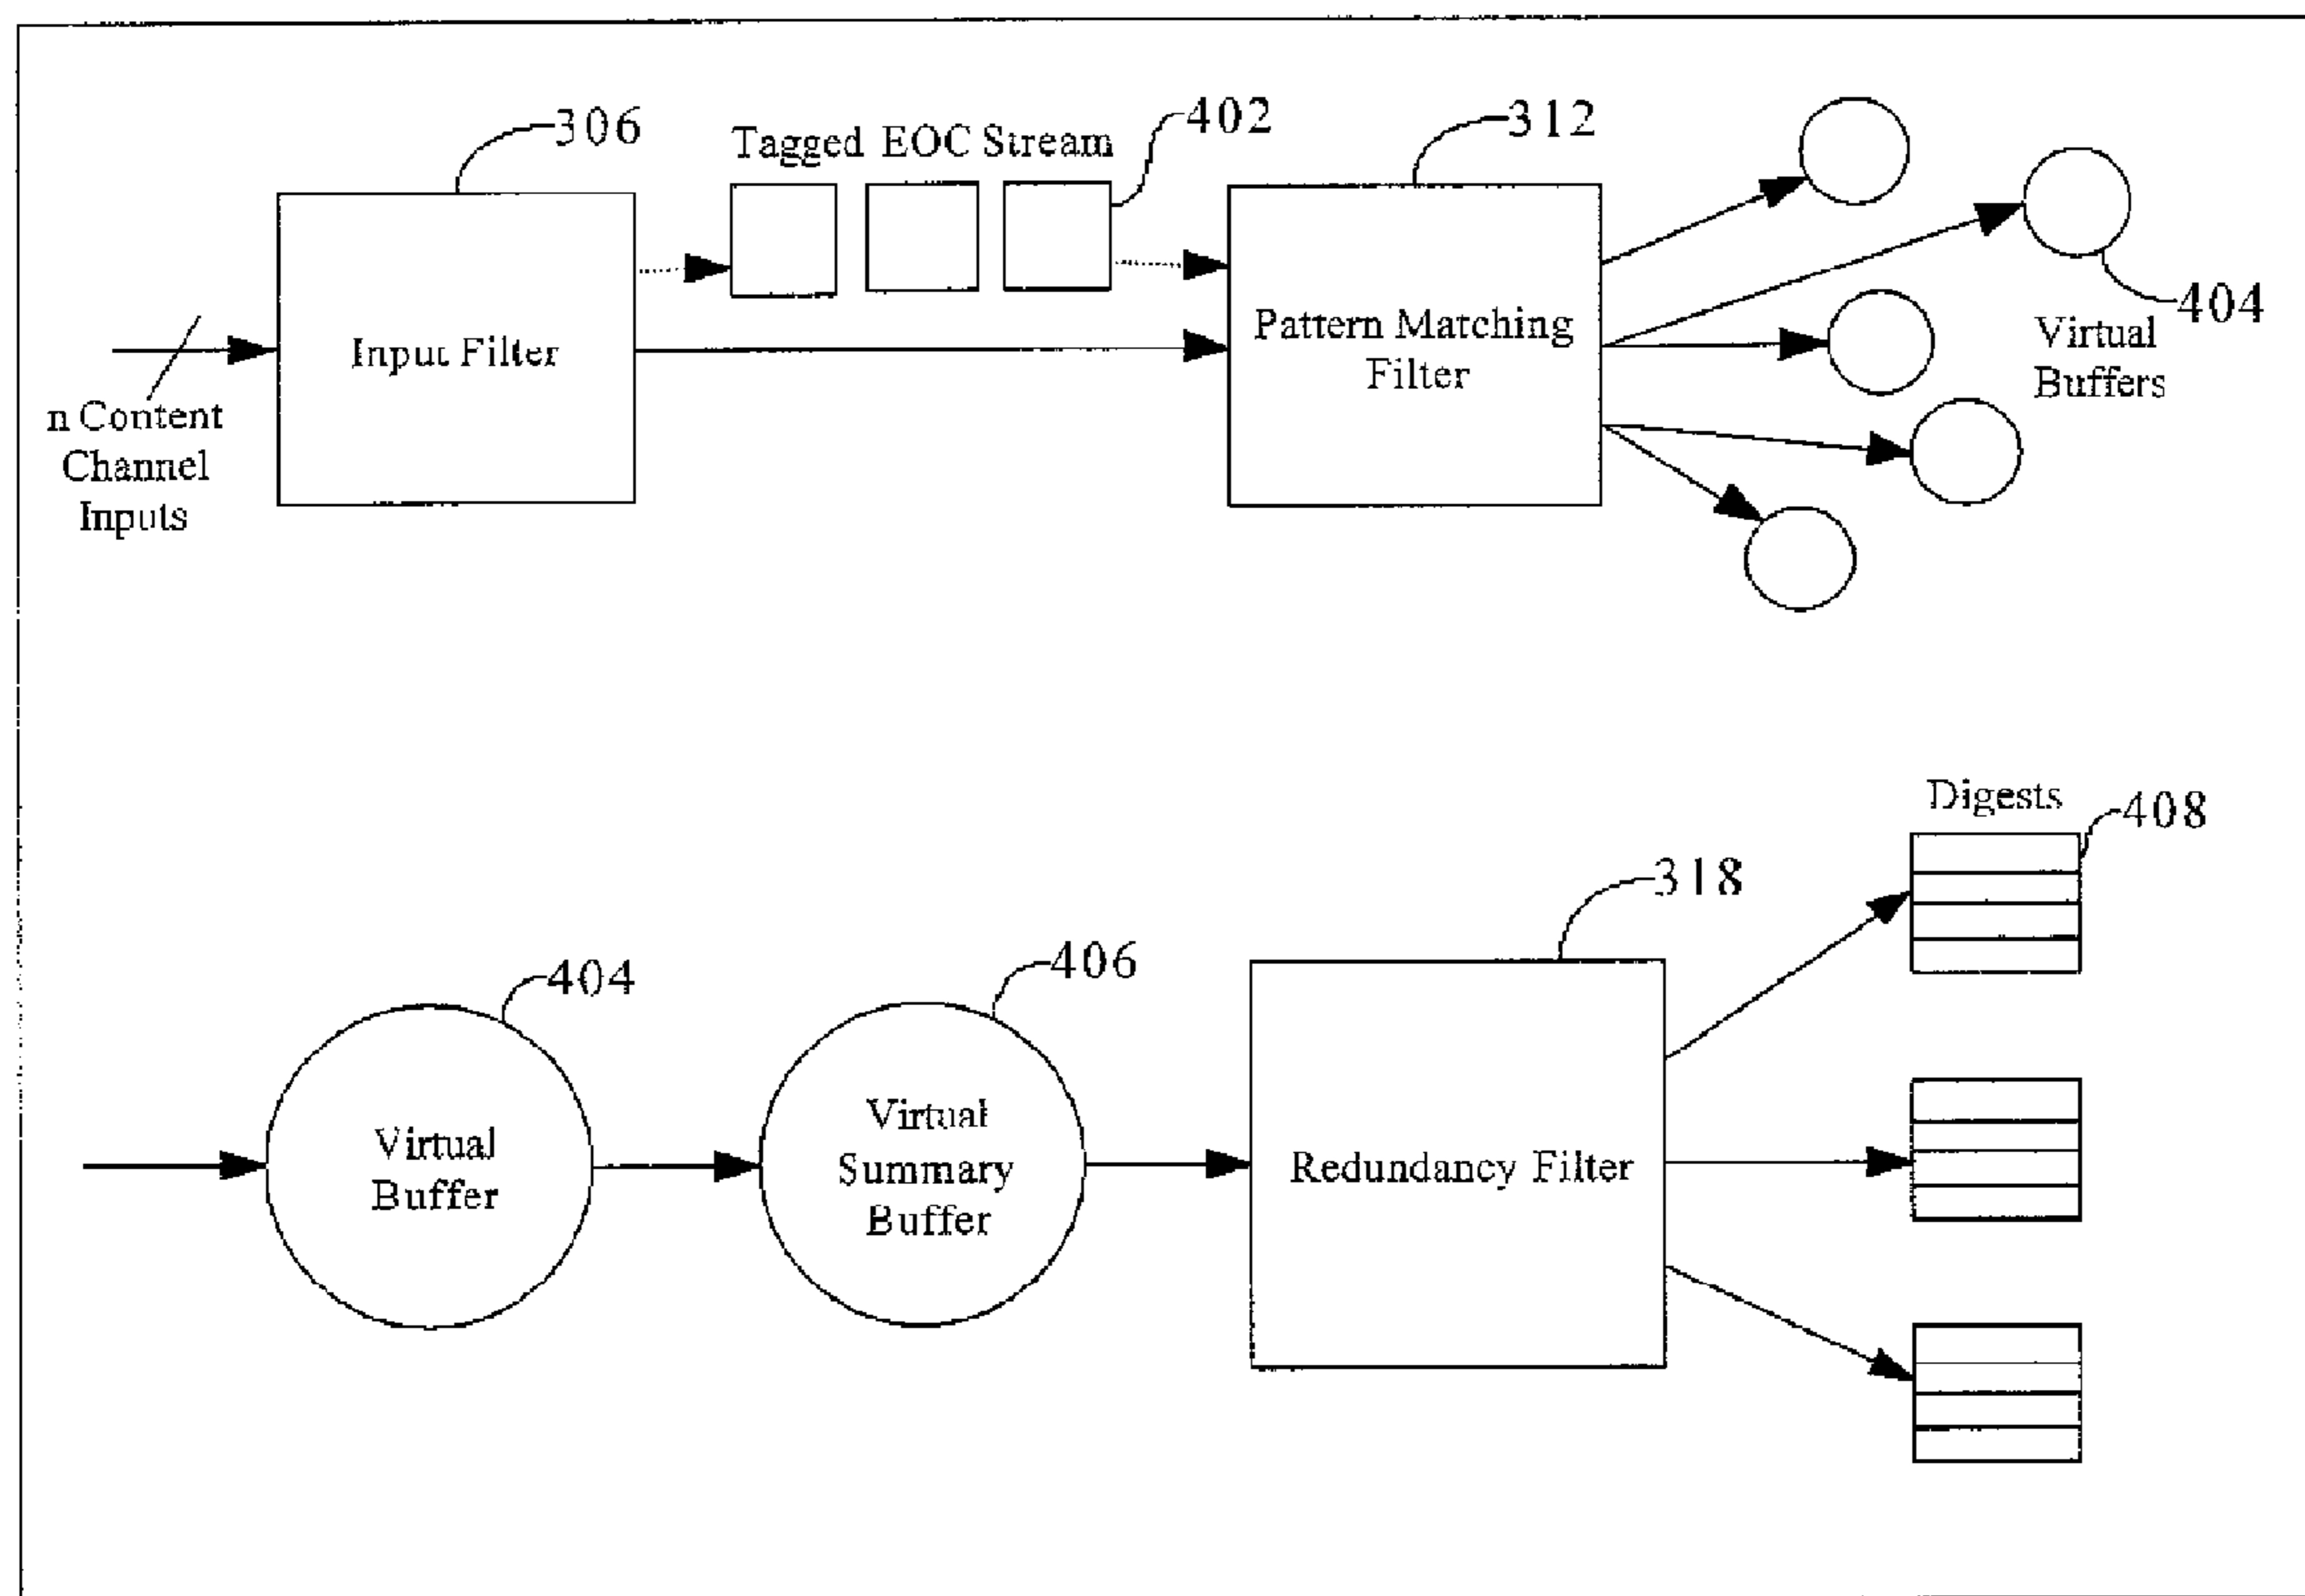 306
Tagged EOC Stream
402
312
Input Filter
n Content
Channel
Inputs
Pattern Matching
Filter
404
Virtual
Buffers
Digests
408
318
404
406
Virtual
Buffer
Virtual
Summary
Buffer
Redundancy Filter